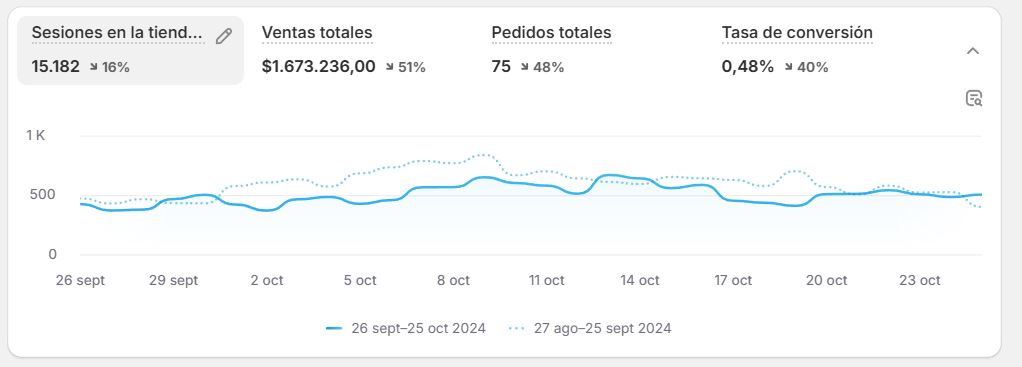 Sesiones en la tiend...
15.182 ↘ 16%
Ventas totales
$1.673.236,00 ↘ 51%
Pedidos totales
75 ↘ 48%
Tasa de conversión
0,48% ↘ 40%
1 K
500
0
26 sept 29 sept 2 oct 5 oct 8 oct 11 oct 14 oct 17 oct 20 oct 23 oct
26 sept–25 oct 2024 27 ago–25 sept 2024